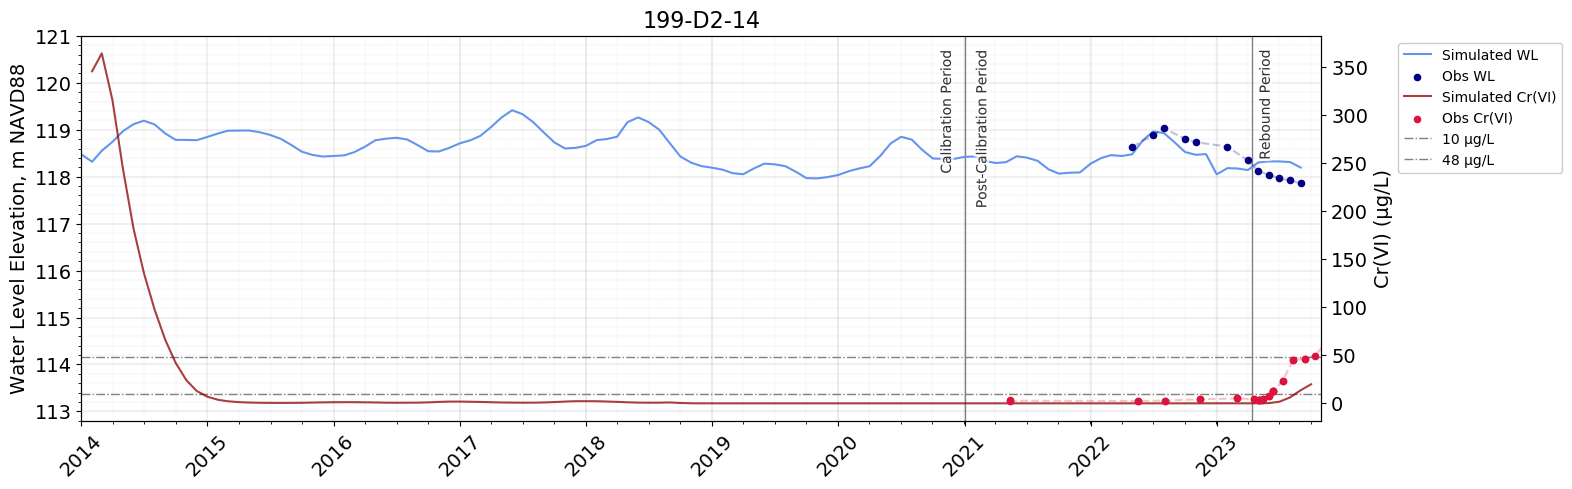 199-D2-14
Water Level Elevation, m NAVD88
121
120
119
118
117
116
115
114
113
2014
2015
2016
2017
2018
2019
2020
2021
2022
2023
Calibration Period
Post-Calibration Period
Rebound Period
350
300
250
200
150
100
50
0
Cr(VI) (μg/L)
Simulated WL
Obs WL
Simulated Cr(VI)
Obs Cr(VI)
10 μg/L
48 μg/L